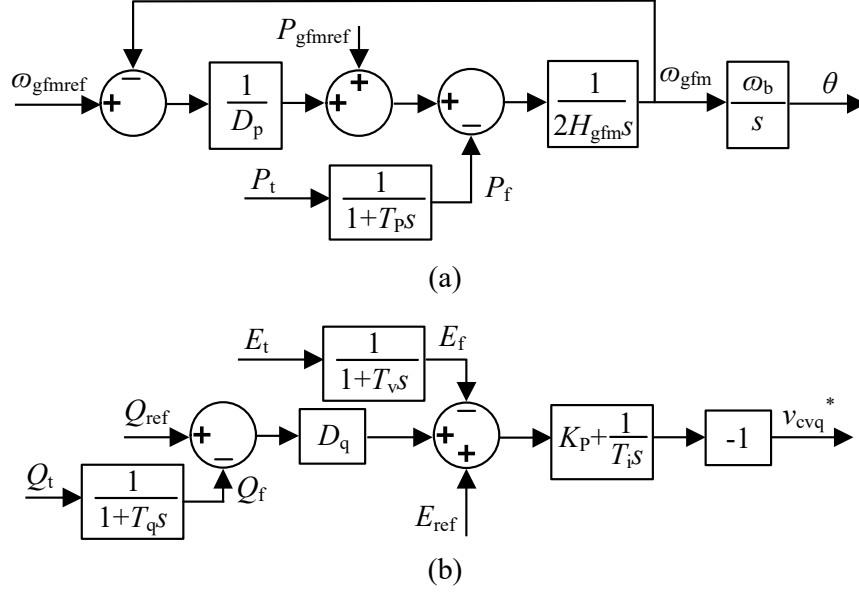 P_gfmref
ω_gfmref + − 1/D_p + + + − 1/(2H_gfm s) ω_gfm ω_b/s θ
P_t 1/(1+T_P s) P_f
(a)
E_t 1/(1+T_v s) E_f
Q_ref + − D_q + − + K_P+1/(T_i s) -1 v_cvq*
Q_t 1/(1+T_q s) Q_f
E_ref
(b)